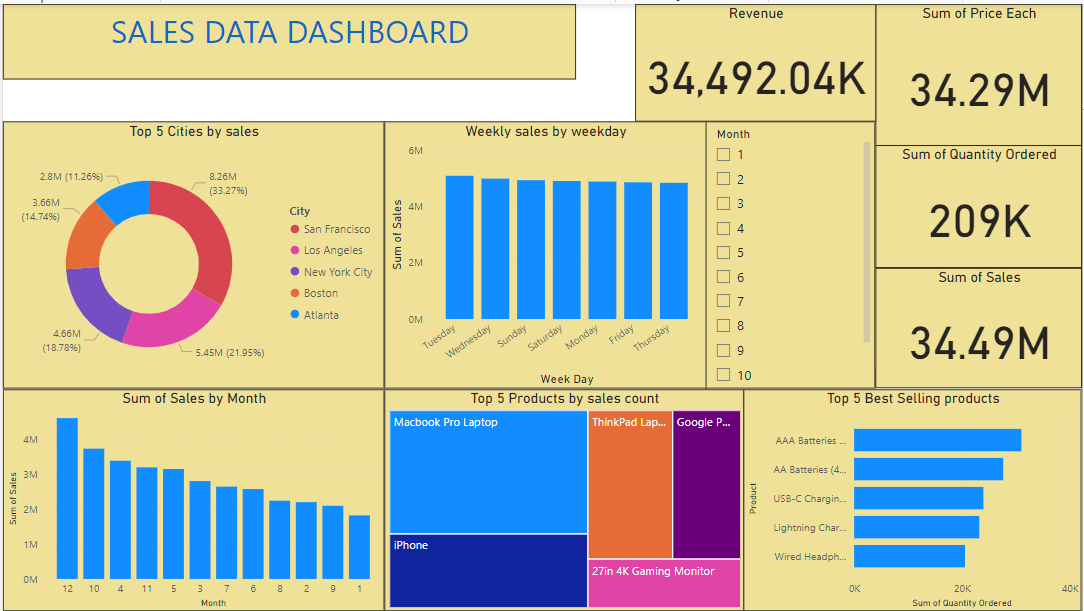 SALES DATA DASHBOARD
Revenue
34,492.04K
Sum of Price Each
34.29M
Top 5 Cities by sales
2.8M (11.26%)
8.26M
(33.27%)
3.66M
(14.74%)
4.66M
(18.78%)
5.45M (21.95%)
City
San Francisco
Los Angeles
New York City
Boston
Atlanta
Weekly sales by weekday
Sum of Sales
6M
4M
2M
0M
Tuesday
Wednesday
Sunday
Saturday
Monday
Friday
Thursday
Week Day
Month
1
2
3
4
5
6
7
8
9
10
Sum of Quantity Ordered
209K
Sum of Sales
34.49M
Sum of Sales by Month
Sum of Sales
4M
3M
2M
1M
0M
12 10 4 11 5 3 7 6 8 2 9 1
Month
Top 5 Products by sales count
Macbook Pro Laptop
iPhone
ThinkPad Lap...
Google P...
27in 4K Gaming Monitor
Top 5 Best Selling products
Product
AAA Batteries ...
AA Batteries (4...
USB-C Chargin...
Lightning Char...
Wired Headph...
0K 20K 40K
Sum of Quantity Ordered